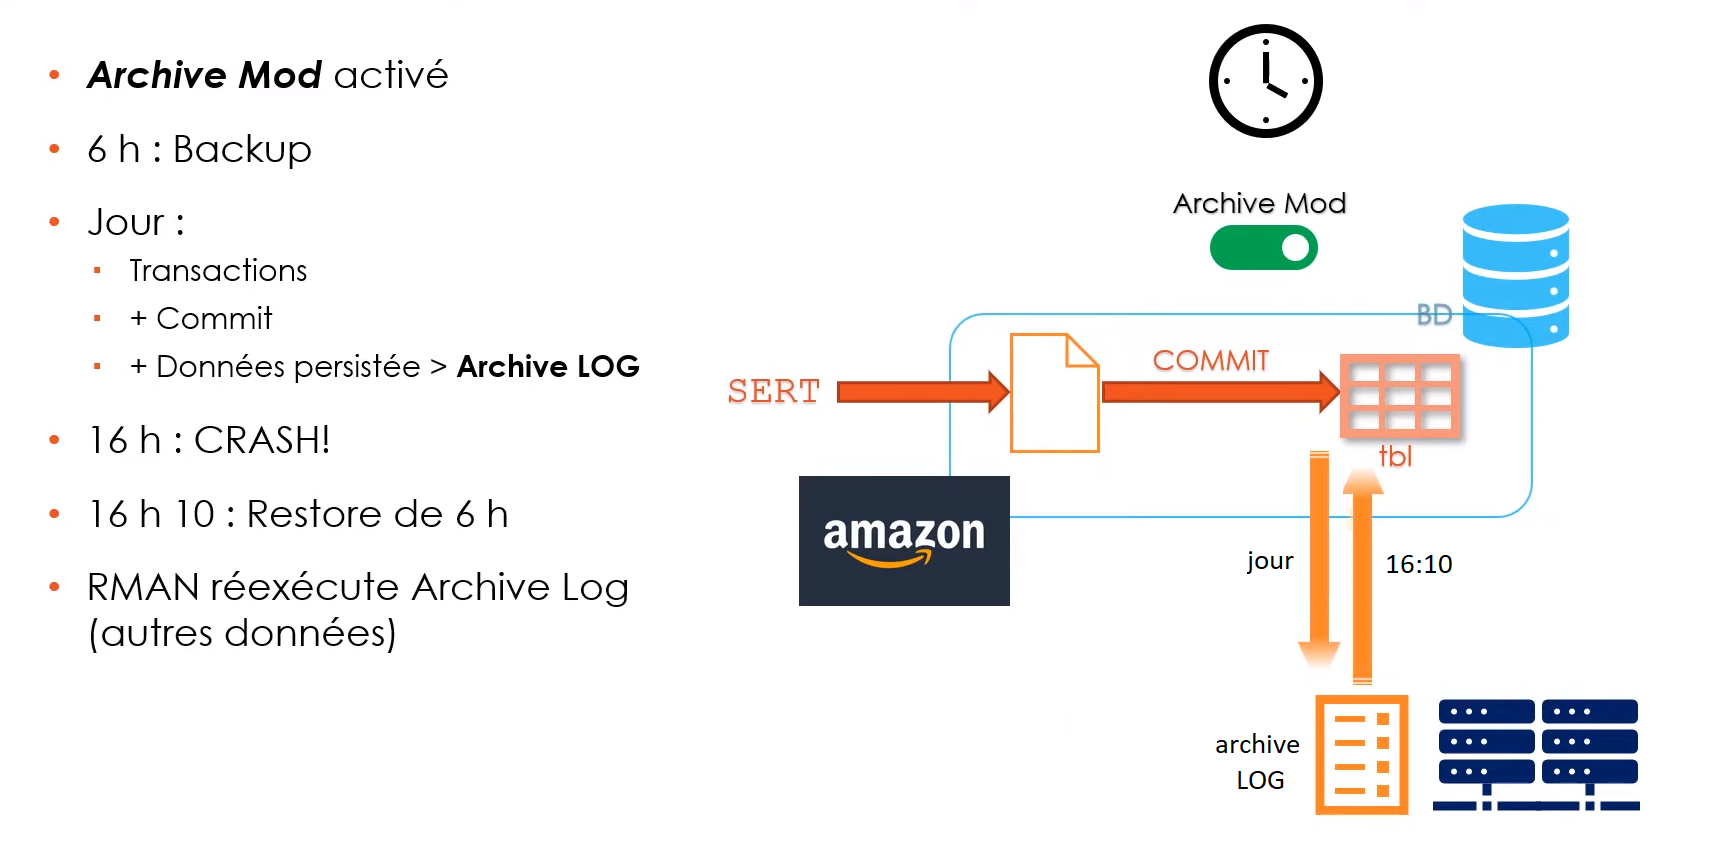 Archive Mod activé
6 h : Backup
Jour :
Transactions
+ Commit
+ Données persistée > Archive LOG
16 h : CRASH!
16 h 10 : Restore de 6 h
RMAN réexécute Archive Log
(autres données)
Archive Mod
BD
COMMIT
SERT
tbl
amazon
jour
16:10
archive
LOG